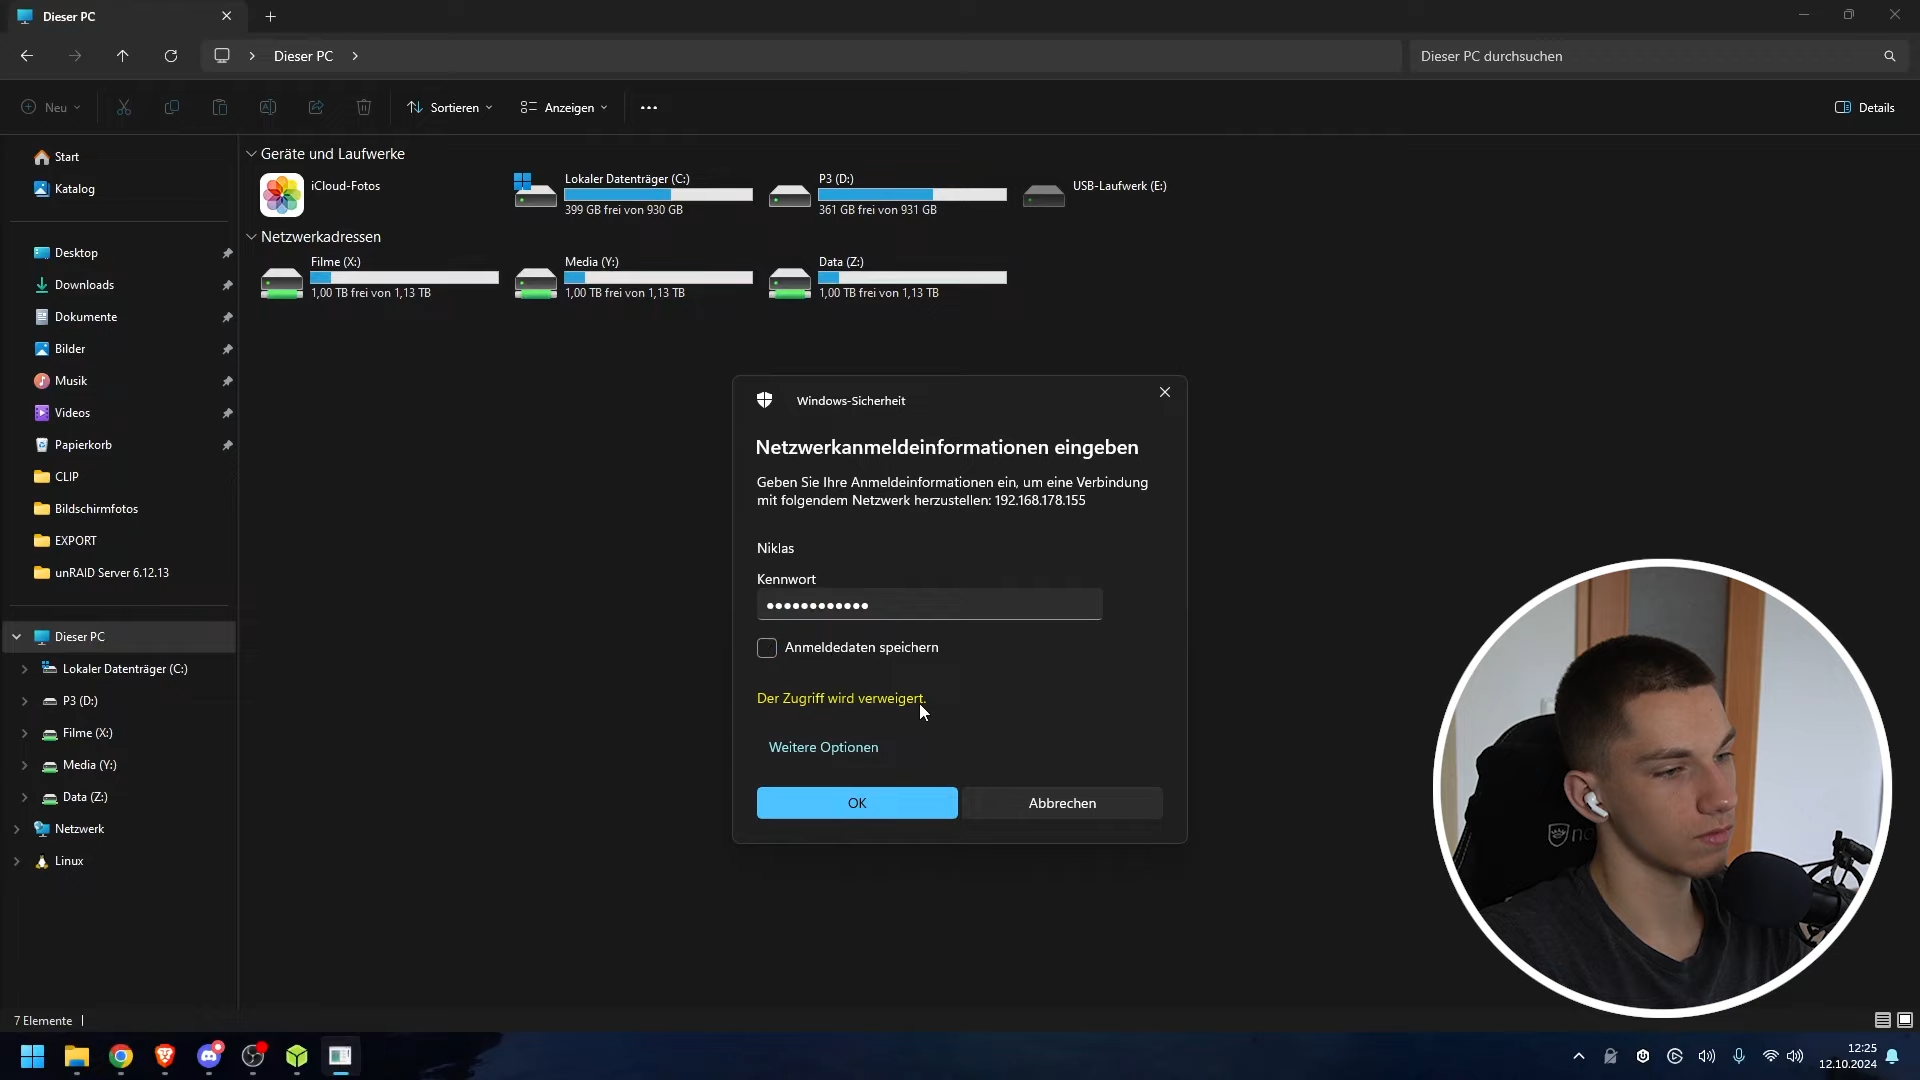 Dieser PC
Dieser PC
Dieser PC durchsuchen
Neu
Sortieren
Anzeigen
Details
Start
Katalog
Desktop
Downloads
Dokumente
Bilder
Musik
Videos
Papierkorb
CLIP
Bildschirmfotos
EXPORT
unRAID Server 6.12.13
Dieser PC
Lokaler Datenträger (C:)
P3 (D:)
Filme (X:)
Media (Y:)
Data (Z:)
Netzwerk
Linux
7 Elemente
Geräte und Laufwerke
iCloud-Fotos
Lokaler Datenträger (C:)
399 GB frei von 930 GB
P3 (D:)
361 GB frei von 931 GB
USB-Laufwerk (E:)
Netzwerkadressen
Filme (X:)
1,00 TB frei von 1,13 TB
Media (Y:)
1,00 TB frei von 1,13 TB
Data (Z:)
1,00 TB frei von 1,13 TB
Windows-Sicherheit
Netzwerkanmeldeinformationen eingeben
Geben Sie Ihre Anmeldeinformationen ein, um eine Verbindung
mit folgendem Netzwerk herzustellen: 192.168.178.155
Niklas
Kennwort
Anmeldedaten speichern
Der Zugriff wird verweigert.
Weitere Optionen
OK
Abbrechen
12:25
12.10.2024